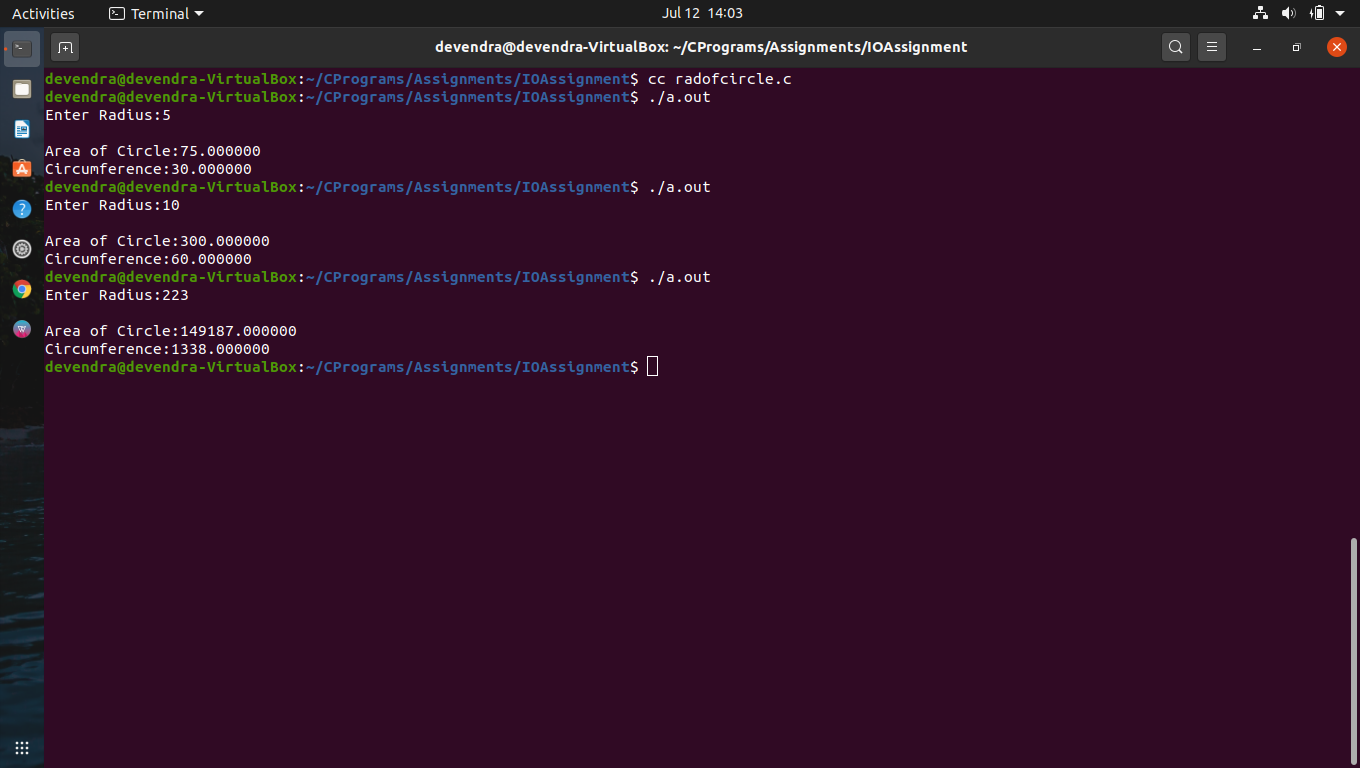 Activities Terminal Jul 12 14:03
devendra@devendra-VirtualBox: ~/CPrograms/Assignments/IOAssignment
devendra@devendra-VirtualBox:~/CPrograms/Assignments/IOAssignment$ cc radofcircle.c
devendra@devendra-VirtualBox:~/CPrograms/Assignments/IOAssignment$ ./a.out
Enter Radius:5
Area of Circle:75.000000
Circumference:30.000000
devendra@devendra-VirtualBox:~/CPrograms/Assignments/IOAssignment$ ./a.out
Enter Radius:10
Area of Circle:300.000000
Circumference:60.000000
devendra@devendra-VirtualBox:~/CPrograms/Assignments/IOAssignment$ ./a.out
Enter Radius:223
Area of Circle:149187.000000
Circumference:1338.000000
devendra@devendra-VirtualBox:~/CPrograms/Assignments/IOAssignment$